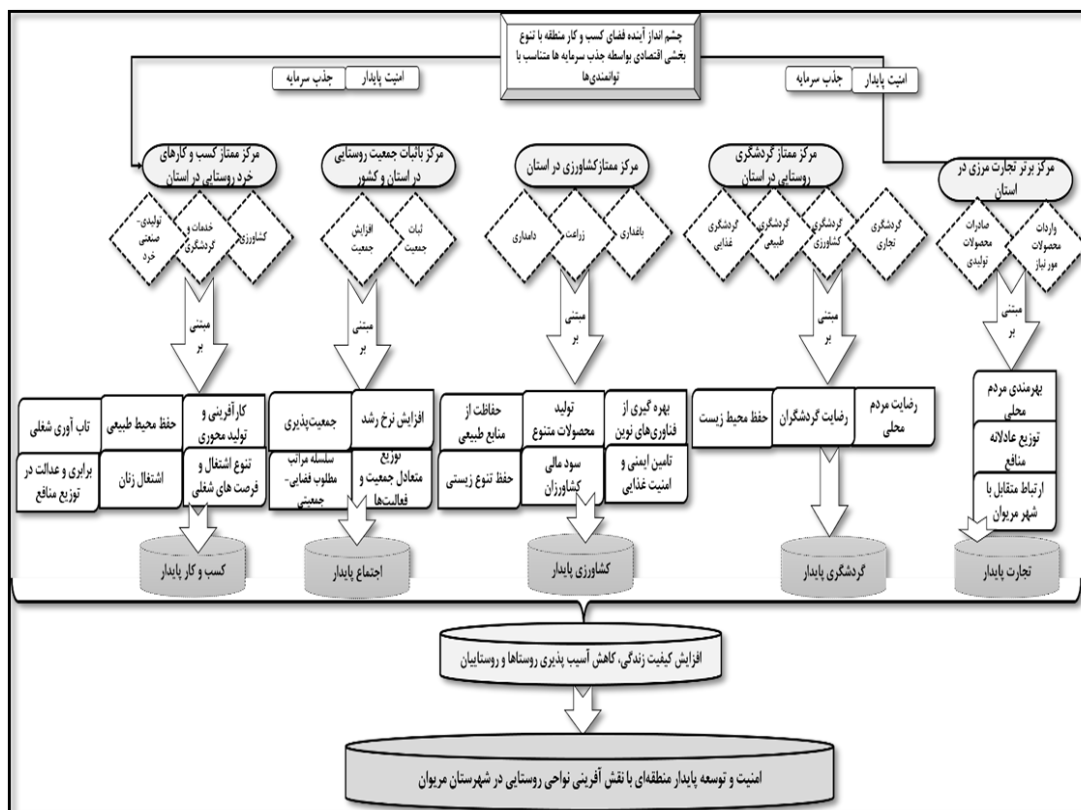 چشم انداز آینده فضای کسب و کار منطقه با تنوع
بخشی اقتصادی بواسطه جذب سرمایه ها متناسب با
توانمندی‌ها
امنیت پایدار
جذب سرمایه
امنیت پایدار
جذب سرمایه
مرکز برتر تجارت مرزی در
استان
مرکز ممتاز گردشگری
روستایی در استان
مرکز ممتازکشاورزی در استان
مرکز باثبات جمعیت روستایی
در استان و کشور
مرکز ممتاز کسب و کارهای
خرد روستایی در استان
واردات
محصولات
مور نیاز
صادرات
محصولات
تولیدی
گردشگری
تجاری
گردشگری
کشاورزی
گردشگری
طبیعی
گردشگری
غذایی
باغداری
زراعت
دامداری
ثبات
جمعیت
افزایش
جمعیت
کشاورزی
خدمات و
گردشگری
تولیدی-
صنعتی
خرد
مبتنی
بر
مبتنی
بر
مبتنی
بر
مبتنی
بر
مبتنی
بر
بهرمندی مردم
محلی
توزیع عادلانه
منافع
ارتباط متقابل با
شهر مریوان
رضایت مردم
محلی
رضایت گردشگران
حفظ محیط زیست
بهره گیری از
فناوری‌های نوین
تولید
محصولات متنوع
حفاظت از
منابع طبیعی
تامین ایمنی و
امنیت غذایی
سود مالی
کشاورزان
حفظ تنوع زیستی
افزایش نرخ رشد
جمعیت‌پذیری
توزیع
متعادل جمعیت و
فعالیت‌ها
سلسله مراتب
مطلوب فضایی-
جمعیتی
کارآفرینی و
تولید محوری
حفظ محیط طبیعی
تاب آوری شغلی
تنوع اشتغال و
فرصت های شغلی
اشتغال زنان
برابری و عدالت در
توزیع منافع
تجارت پایدار
گردشگری پایدار
کشاورزی پایدار
اجتماع پایدار
کسب و کار پایدار
افزایش کیفیت زندگی، کاهش آسیب پذیری روستاها و روستاییان
امنیت و توسعه پایدار منطقه‌ای با نقش آفرینی نواحی روستایی در شهرستان مریوان